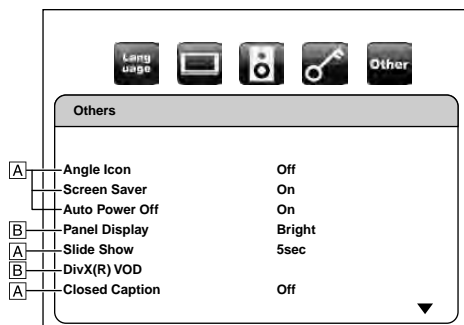 Lang
uage
Other
Others
A Angle Icon Off
Screen Saver On
Auto Power Off On
B Panel Display Bright
A Slide Show 5sec
B DivX(R) VOD
A Closed Caption Off